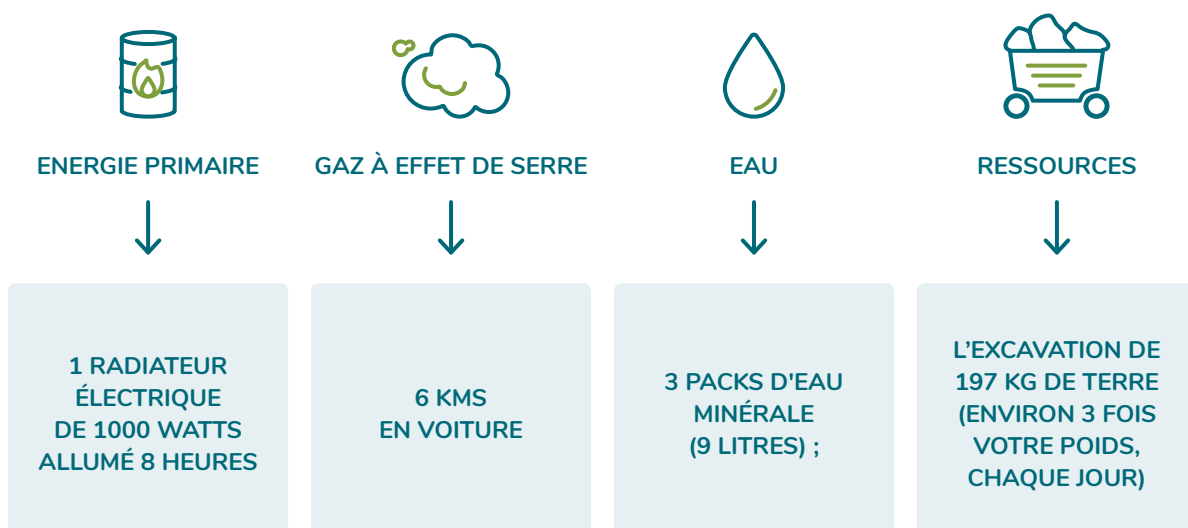 ENERGIE PRIMAIRE
GAZ À EFFET DE SERRE
EAU
RESSOURCES
1 RADIATEUR
ÉLECTRIQUE
DE 1000 WATTS
ALLUMÉ 8 HEURES
6 KMS
EN VOITURE
3 PACKS D'EAU
MINÉRALE
(9 LITRES) ;
L’EXCAVATION DE
197 KG DE TERRE
(ENVIRON 3 FOIS
VOTRE POIDS,
CHAQUE JOUR)